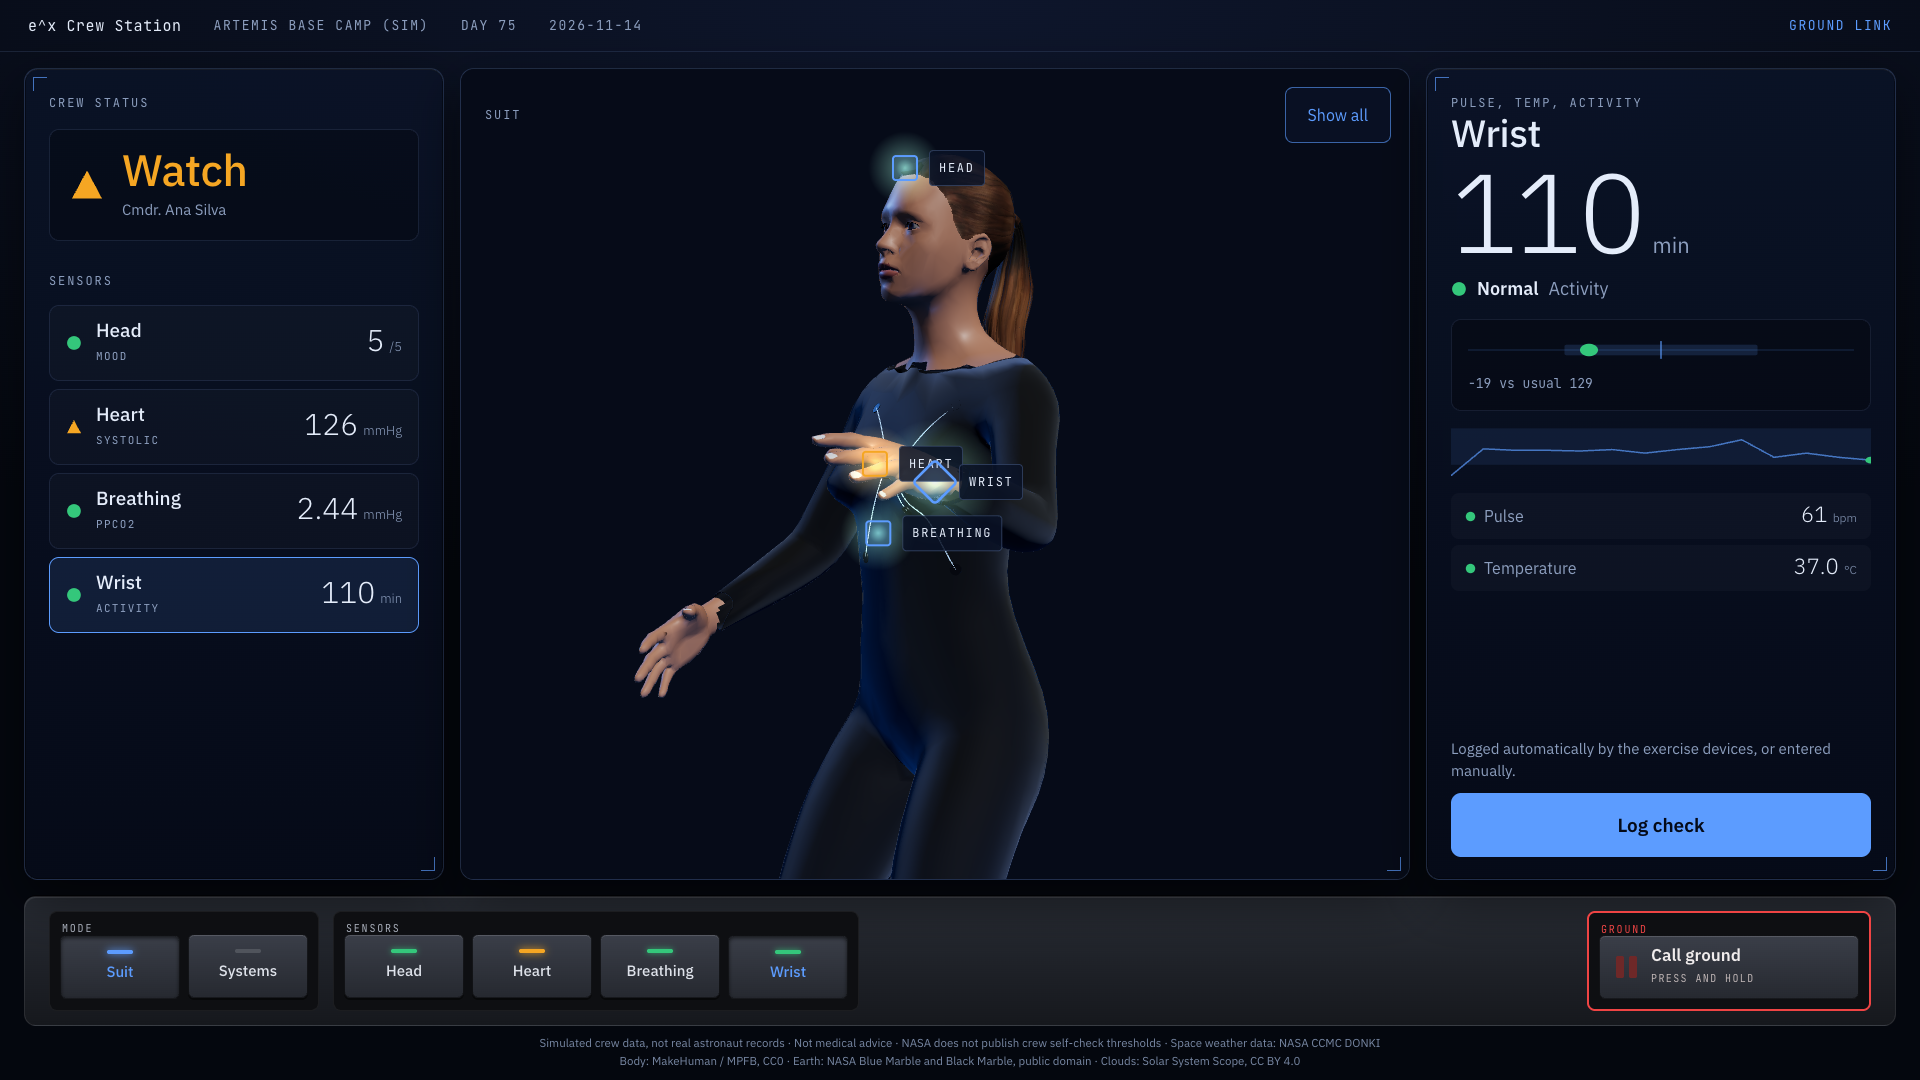 e^x Crew Station
ARTEMIS BASE CAMP (SIM)
DAY 75
2026-11-14
GROUND LINK
CREW STATUS
Watch
Cmdr. Ana Silva
SENSORS
Head
MOOD
5 /5
Heart
SYSTOLIC
126 mmHg
Breathing
PPCO2
2.44 mmHg
Wrist
ACTIVITY
110 min
SUIT
Show all
HEAD
HEART
WRIST
BREATHING
PULSE, TEMP, ACTIVITY
Wrist
110 min
Normal Activity
-19 vs usual 129
Pulse
61 bpm
Temperature
37.0 °C
Logged automatically by the exercise devices, or entered
manually.
Log check
MODE
Suit
Systems
SENSORS
Head
Heart
Breathing
Wrist
GROUND
Call ground
PRESS AND HOLD
Simulated crew data, not real astronaut records · Not medical advice · NASA does not publish crew self-check thresholds · Space weather data: NASA CCMC DONKI
Body: MakeHuman / MPFB, CC0 · Earth: NASA Blue Marble and Black Marble, public domain · Clouds: Solar System Scope, CC BY 4.0